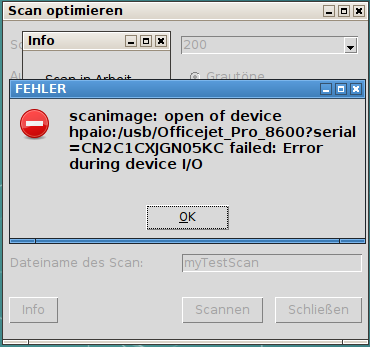 Scan optimieren
Info
200
Scan in Arbeit
Grautöne
FEHLER
scanimage: open of device
hpaio:/usb/Officejet_Pro_8600?serial
=CN2C1CXJGN05KC failed: Error
during device I/O
OK
Dateiname des Scan: myTestScan
Info Scannen Schließen